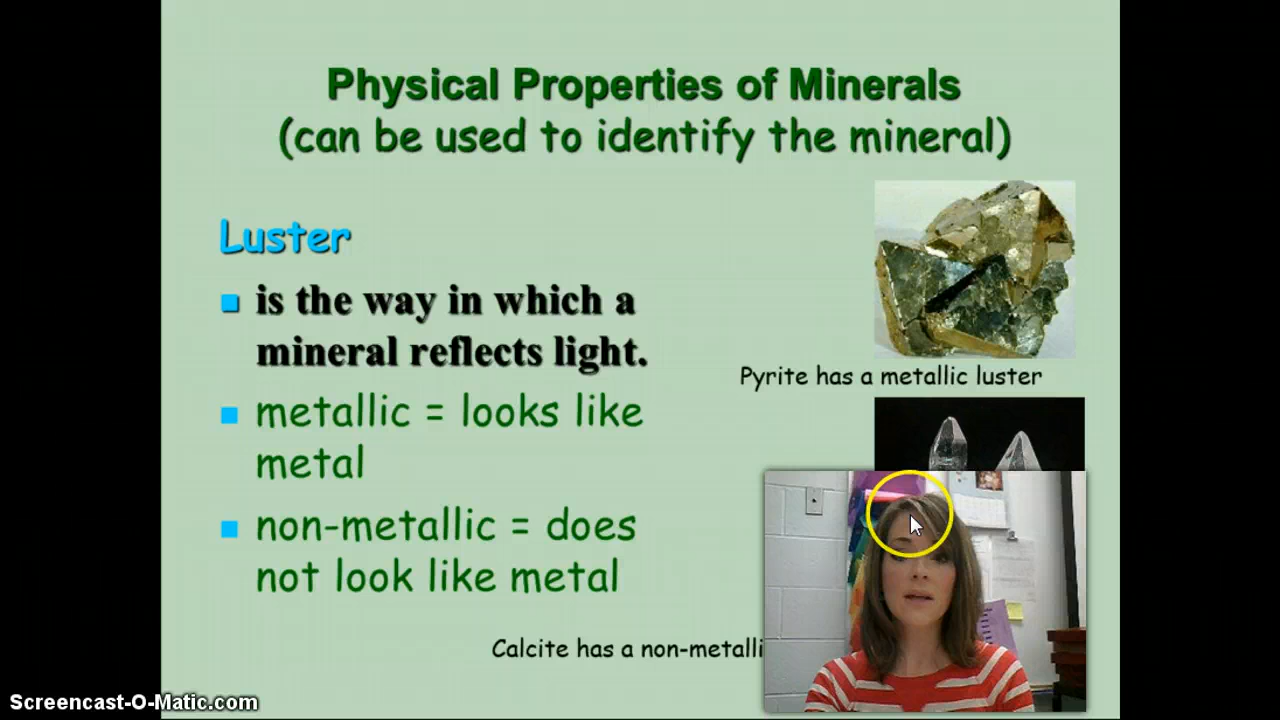 Physical Properties of Minerals
(can be used to identify the mineral)
Luster
is the way in which a
mineral reflects light.
metallic = looks like
metal
non-metallic = does
not look like metal
Pyrite has a metallic luster
Calcite has a non-metalli
Screencast-O-Matic.com